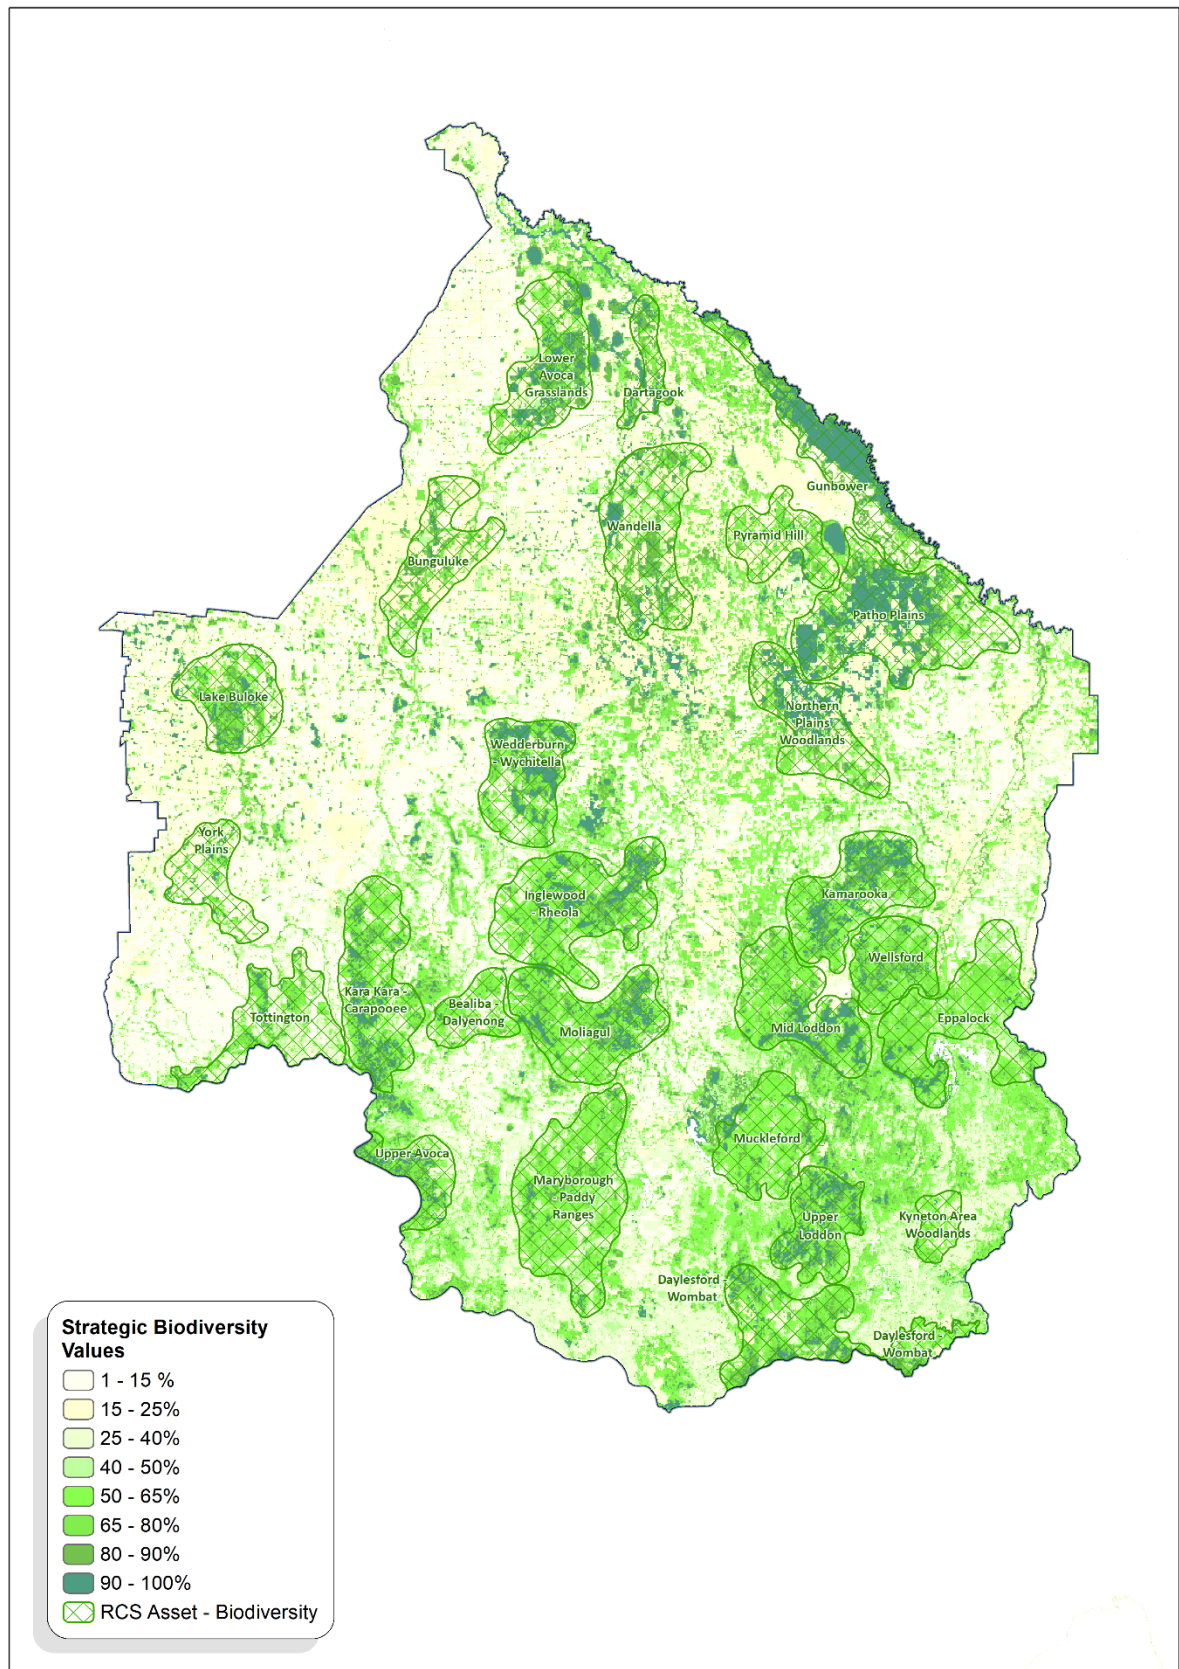 Lower
Avoca
Grasslands
Dartagook
Gunbower
Wandella
Pyramid Hill
Bunguluke
Patho Plains
Lake Buloke
Northern
Plains
Woodlands
Wedderburn
- Wychitella
York
Plains
Inglewood
- Rheola
Kamarooka
Wellsford
Kara Kara -
Carapooee
Bealiba -
Dalyenong
Tottington
Moliagul
Mid Loddon
Eppalock
Muckleford
Upper Avoca
Maryborough
- Paddy
Ranges
Upper
Loddon
Kyneton Area
Woodlands
Daylesford -
Wombat
Daylesford -
Wombat
Strategic Biodiversity
Values
1 - 15 %
15 - 25%
25 - 40%
40 - 50%
50 - 65%
65 - 80%
80 - 90%
90 - 100%
RCS Asset - Biodiversity